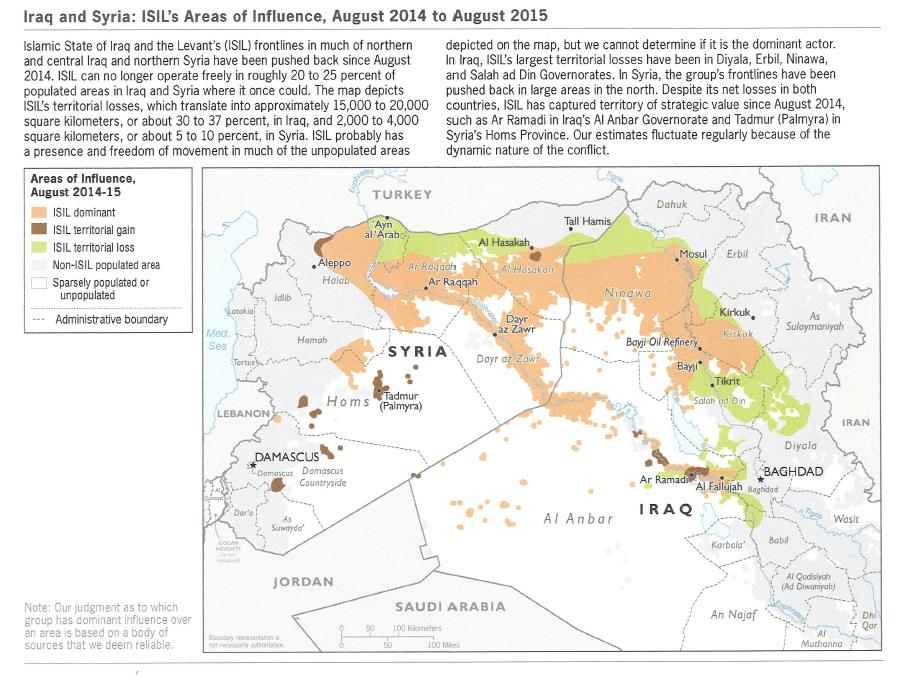 Iraq and Syria: ISIL's Areas of Influence, August 2014 to August 2015
Islamic State of Iraq and the Levant's (ISIL) frontlines in much of northern
and central Iraq and northern Syria have been pushed back since August
2014. ISIL can no longer operate freely in roughly 20 to 25 percent of
populated areas in Iraq and Syria where it once could. The map depicts
ISIL's territorial losses, which translate into approximately 15,000 to 20,000
square kilometers, or about 30 to 37 percent, in Iraq, and 2,000 to 4,000
square kilometers, or about 5 to 10 percent, in Syria. ISIL probably has
a presence and freedom of movement in much of the unpopulated areas
depicted on the map, but we cannot determine if it is the dominant actor.
In Iraq, ISIL's largest territorial losses have been in Diyala, Erbil, Ninawa,
and Salah ad Din Governorates. In Syria, the group's frontlines have been
pushed back in large areas in the north. Despite its net losses in both
countries, ISIL has captured territory of strategic value since August 2014,
such as Ar Ramadi in Iraq's Al Anbar Governorate and Tadmur (Palmyra) in
Syria's Homs Province. Our estimates fluctuate regularly because of the
dynamic nature of the conflict.
Areas of Influence,
August 2014-15
ISIL dominant
ISIL territorial gain
ISIL territorial loss
Non-ISIL populated area
Sparsely populated or
unpopulated
Administrative boundary
Note: Our judgment as to which
group has dominant influence over
an area is based on a body of
sources that we deem reliable.
Euphrates
TURKEY
Tigris
Dahuk
IRAN
'Ayn
al 'Arab
Tall Hamis
Al Hasakah
Mosul
Erbil
Aleppo
Halab
Ar Raqqah
Al Hasakah
Ar Raqqah
Ninawa
Idlib
Latakia
Euphrates
Dayr
az Zawr
Kirkuk
Kirkuk
As
Sulaymaniyah
Med.
Sea
Hamah
SYRIA
Dayr az Zawr
Bayji Oil Refinery
Bayji
Tartus
Tikrit
Homs
Tadmur
(Palmyra)
Salah ad Din
LEBANON
IRAN
Diyala
DAMASCUS
Damascus
Damascus
Countryside
BAGHDAD
Baghdad
Ar Ramadi
Al Fallujah
IRAQ
Dar'a
As
Suwayda'
Al Anbar
Tigris
Wasit
GOLAN
HEIGHTS
Karbala'
Babil
JORDAN
Al Qadisiyah
(Ad Diwaniyah)
SAUDI ARABIA
An Najaf
Euphrates
Dhi
Qar
Al
Muthanna
0 50 100 Kilometers
0 50 100 Miles
Boundary representation is
not necessarily authoritative.